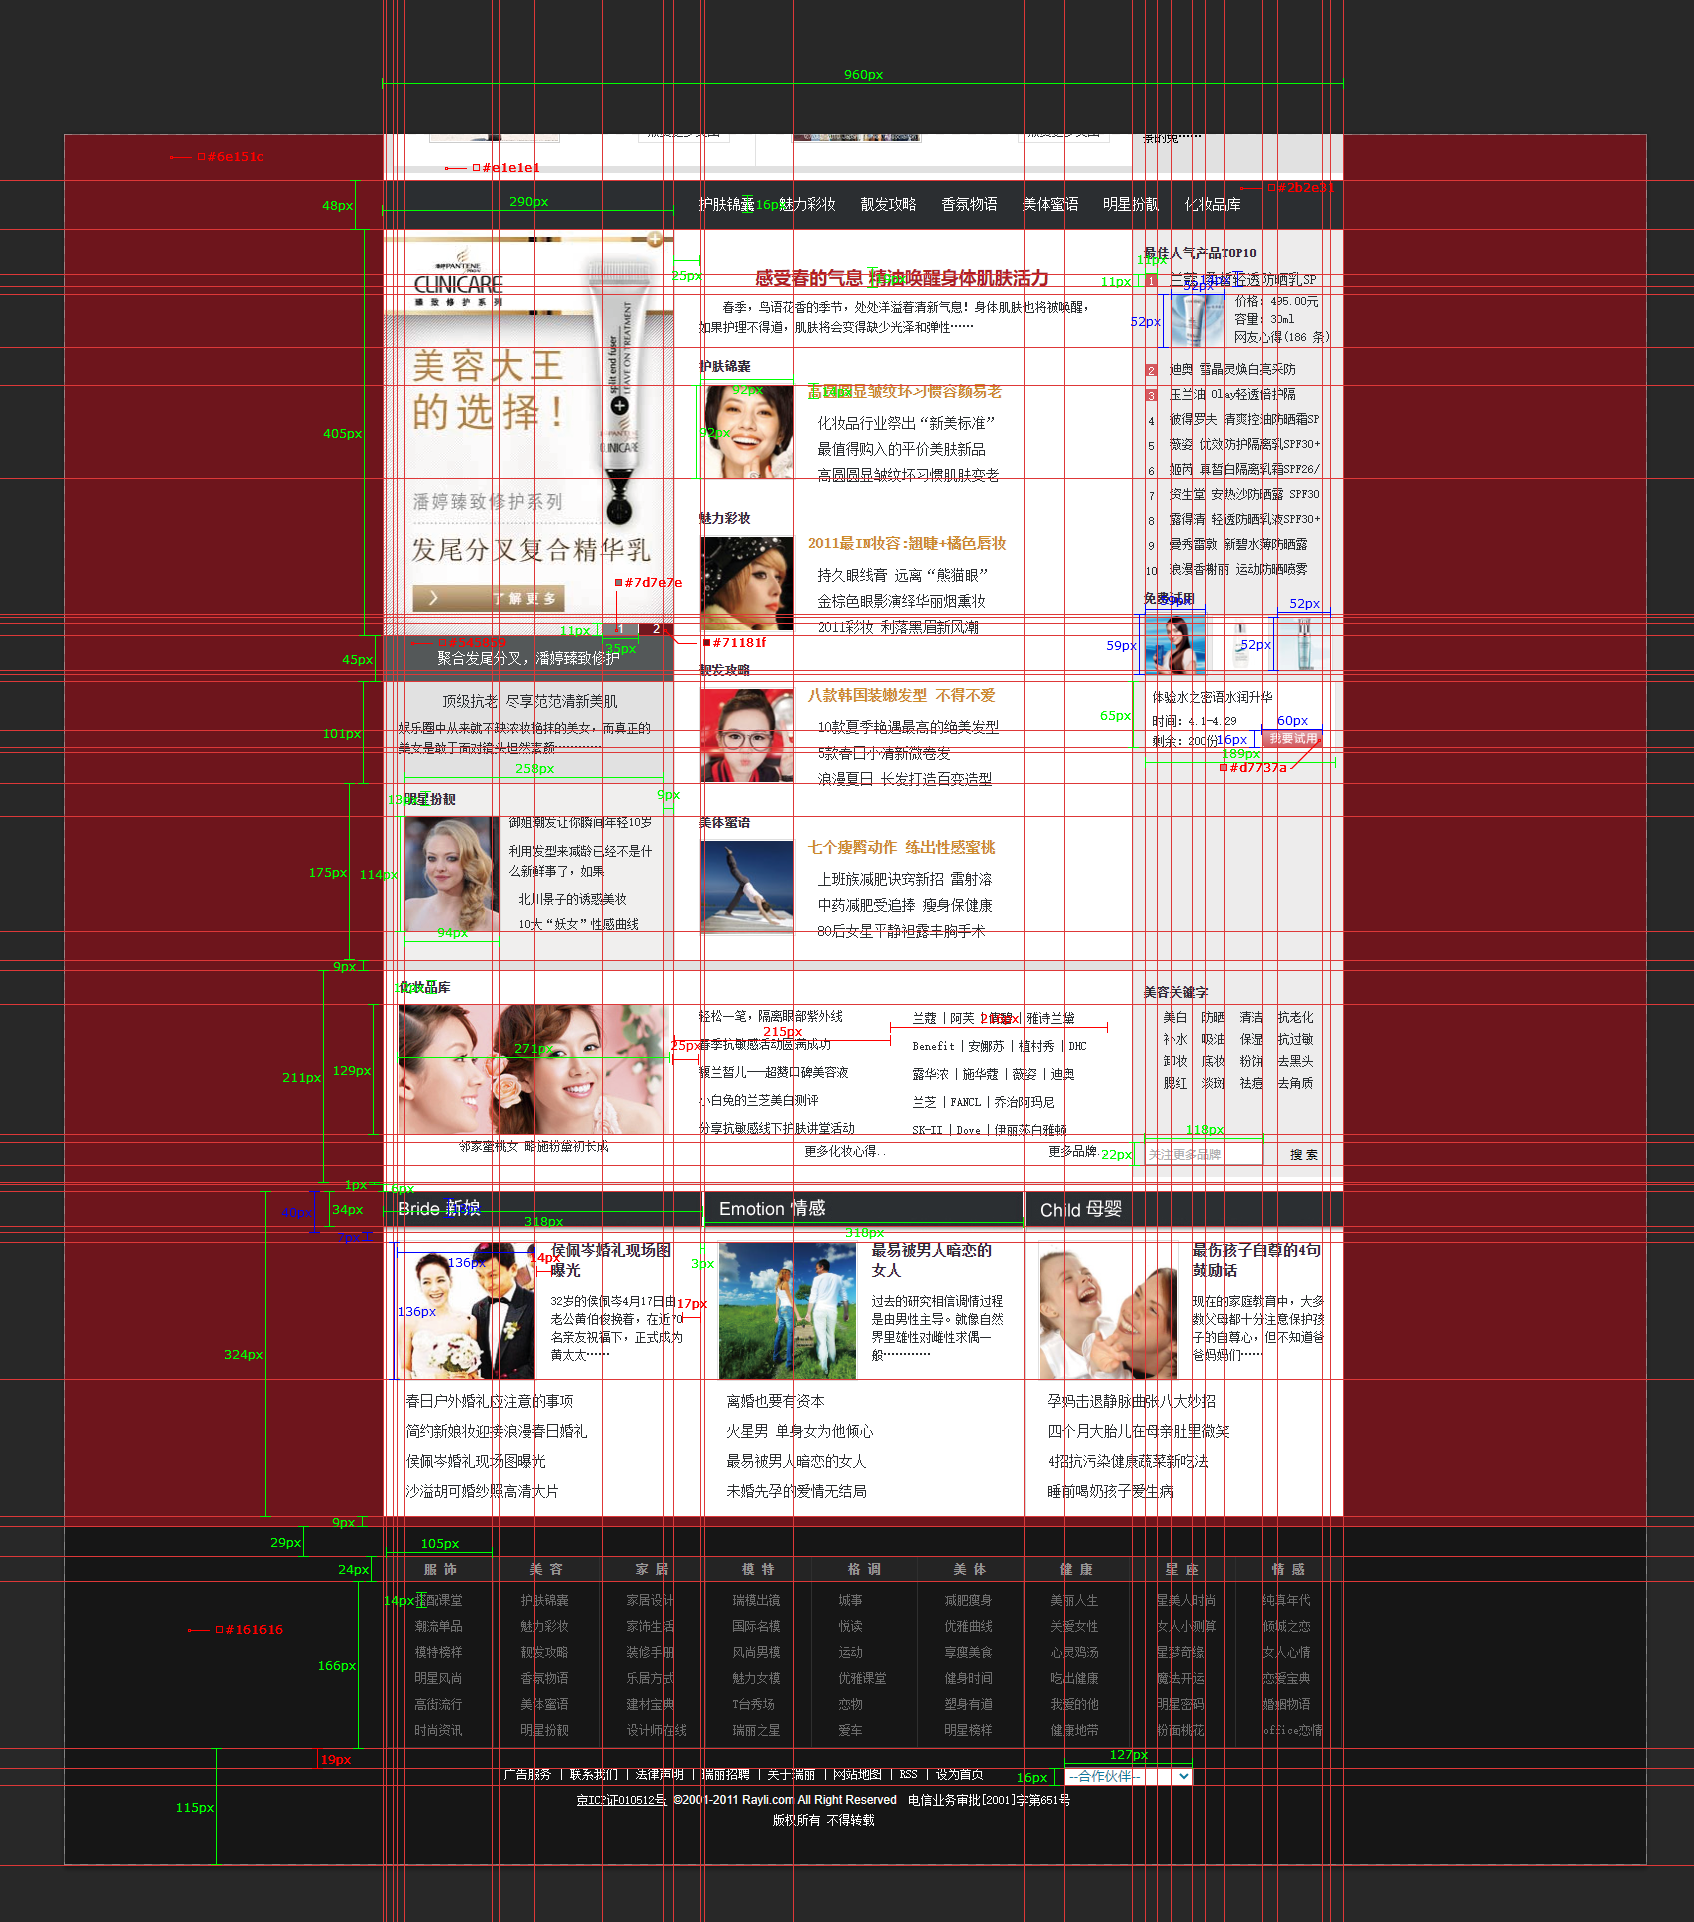 960px
#6e151c
#e1e1e1
#2b2e31
48px
290px
护肤锦囊 魅力彩妆 靓发攻略 香氛物语 美体蜜语 明星扮靓 化妆品库
16px
PANTENE
CLINICARE
臻致修护系列
美容大王
的选择！
潘婷臻致修护系列
发尾分叉复合精华乳
了解更多
split end fuser
LEAVE ON TREATMENT
PANTENE
CLINICARE
405px
#7d7e7e
11px
1 2
35px
#71181f
45px
聚合发尾分叉，潘婷臻致修护
顶级抗老 尽享范范清新美肌
娱乐圈中从来就不缺浓妆艳抹的美女，而真正的
美女是敢于面对镜头坦然素颜…………
101px
258px
9px
明星扮靓
御姐潮发让你瞬间年轻10岁
利用发型来减龄已经不是什
么新鲜事了，如果
北川景子的诱惑美妆
10大“妖女”性感曲线
175px
114px
94px
9px
25px
感受春的气息 精油唤醒身体肌肤活力
春季，鸟语花香的季节，处处洋溢着清新气息！身体肌肤也将被唤醒，
如果护理不得道，肌肤将会变得缺少光泽和弹性……
护肤锦囊
92px
92px
高圆圆显皱纹坏习惯容颜易老
化妆品行业祭出“新美标准”
最值得购入的平价美肤新品
高圆圆显皱纹坏习惯肌肤变老
魅力彩妆
2011最IN妆容:翘睫+橘色唇妆
持久眼线膏 远离“熊猫眼”
金棕色眼影演绎华丽烟熏妆
2011彩妆 利落黑眉新风潮
靓发攻略
八款韩国装嫩发型 不得不爱
10款夏季艳遇最高的绝美发型
5款春日小清新微卷发
浪漫夏日 长发打造百变造型
美体蜜语
七个瘦臀动作 练出性感蜜桃
上班族减肥诀窍新招 雷射溶
中药减肥受追捧 瘦身保健康
80后女星平静袒露丰胸手术
最佳人气产品TOP10
11px
11px
1
52px
52px
价格: 495.00元
容量: 30ml
网友心得(186 条)
2 迪奥 雪晶灵焕白亮采防
3 玉兰油 Olay轻透倍护隔
4 彼得罗夫 清爽控油防晒霜SP
5 薇姿 优效防护隔离乳SPF30+
6 姬芮 真皙白隔离乳霜SPF26/
7 资生堂 安热沙防晒露 SPF30
8 露得清 轻透防晒乳液SPF30+
9 曼秀雷敦 新碧水薄防晒露
10 浪漫香榭丽 运动防晒喷雾
免费试用
59px
52px
59px
52px
65px
体验水之密语水润升华
时间: 4.1-4.29
剩余: 200份
60px
16px
我要试用
189px
#d7737a
211px
化妆品库
271px
129px
邻家蜜桃女 略施粉黛初长成
25px
215px
轻松一笔，隔离眼部紫外线
春季抗敏感活动圆满成功
馥兰皙儿——超赞口碑美容液
小白兔的兰芝美白测评
分享抗敏感线下护肤讲堂活动
更多化妆心得..
Benefit | 安娜苏 | 植村秀 | DHC
露华浓 | 施华蔻 | 薇姿 | 迪奥
兰芝 | FANCL | 乔治阿玛尼
SK-II | Dove | 伊丽莎白雅顿
更多品牌.
美容关键字
美白 防晒 清洁 抗老化
补水 吸油 保湿 抗过敏
卸妆 底妆 粉饼 去黑头
腮红 淡斑 祛痘 去角质
118px
22px
关注更多品牌
搜 索
1px
6px
40px
34px
Bride 新娘
318px
Emotion 情感
310px
Child 母婴
3px
136px
136px
14px
17px
侯佩岑婚礼现场图
曝光
32岁的侯佩岑4月17日由
老公黄伯俊挽着，在近70
名亲友祝福下，正式成为
黄太太……
春日户外婚礼应注意的事项
简约新娘妆迎接浪漫春日婚礼
侯佩岑婚礼现场图曝光
沙溢胡可婚纱照高清大片
最易被男人暗恋的
女人
过去的研究相信调情过程
是由男性主导。就像自然
界里雄性对雌性求偶一
般…………
离婚也要有资本
火星男 单身女为他倾心
最易被男人暗恋的女人
未婚先孕的爱情无结局
最伤孩子自尊的4句
鼓励话
现在的家庭教育中，大多
数父母都十分注意保护孩
子的自尊心，但不知道爸
爸妈妈们……
孕妈击退静脉曲张八大妙招
四个月大胎儿在母亲肚里微笑
4招抗污染健康蔬菜新吃法
睡前喝奶孩子爱生病
324px
9px
29px
105px
24px
服 饰 美 容 家 居 模 特 格 调 美 体 健 康 星 座 情 感
14px
搭配课堂 护肤锦囊 家居设计 瑞模出镜 城事 减肥瘦身 美丽人生 星美人时尚 纯真年代
潮流单品 魅力彩妆 家饰生活 国际名模 悦读 优雅曲线 关爱女性 女人小测算 倾城之恋
模特榜样 靓发攻略 装修手册 风尚男模 运动 享瘦美食 心灵鸡汤 星梦奇缘 女人心情
明星风尚 香氛物语 乐居方式 魅力女模 优雅课堂 健身时间 吃出健康 魔法开运 恋爱宝典
高街流行 美体蜜语 建材宝典 T台秀场 恋物 塑身有道 我爱的他 明星密码 婚姻物语
时尚资讯 明星扮靓 设计师在线 瑞丽之星 爱车 明星榜样 健康地带 粉面桃花 office恋情
#161616
166px
19px
127px
16px
广告服务 | 联系我们 | 法律声明 | 瑞丽招聘 | 关于瑞丽 | 网站地图 | RSS | 设为首页
--合作伙伴--
115px
京ICP证010512号 ©2001-2011 Rayli.com All Right Reserved 电信业务审批[2001]字第651号
版权所有 不得转载